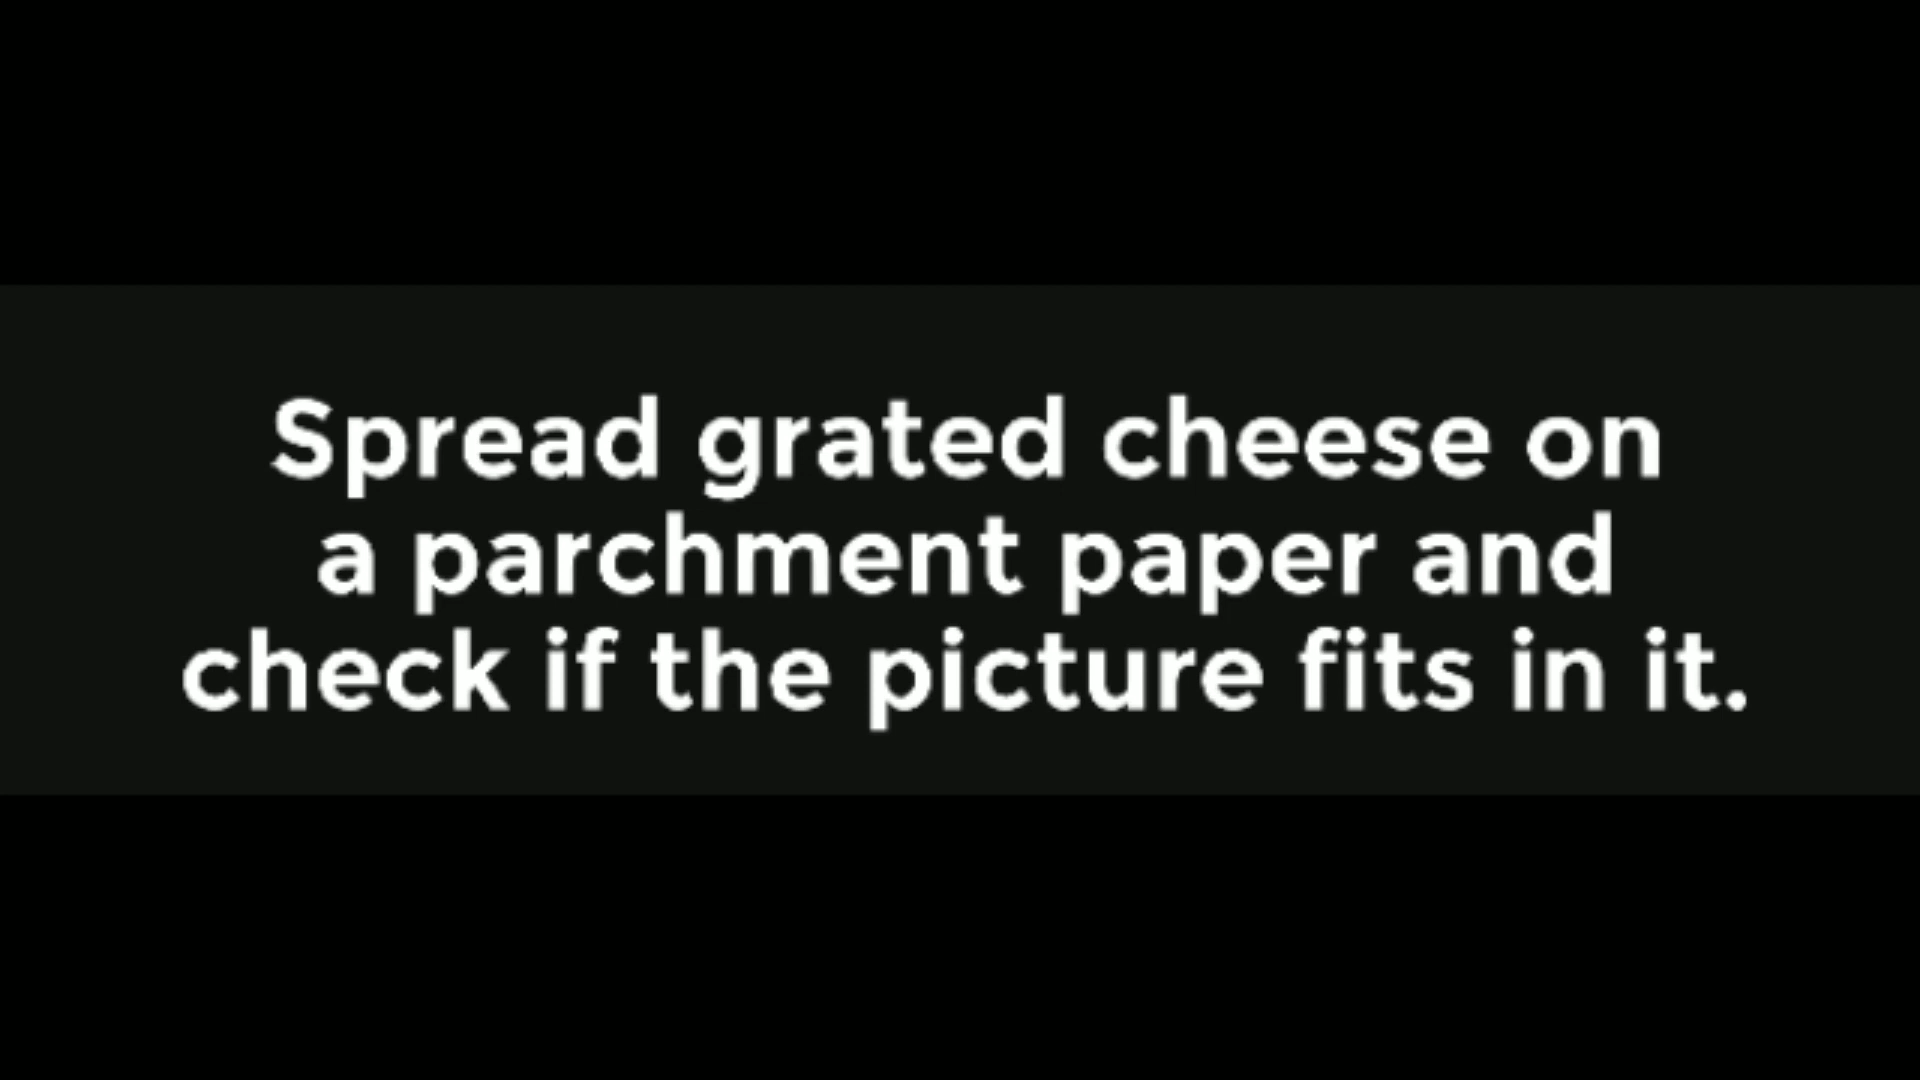 Spread grated cheese on
a parchment paper and
check if the picture fits in it.